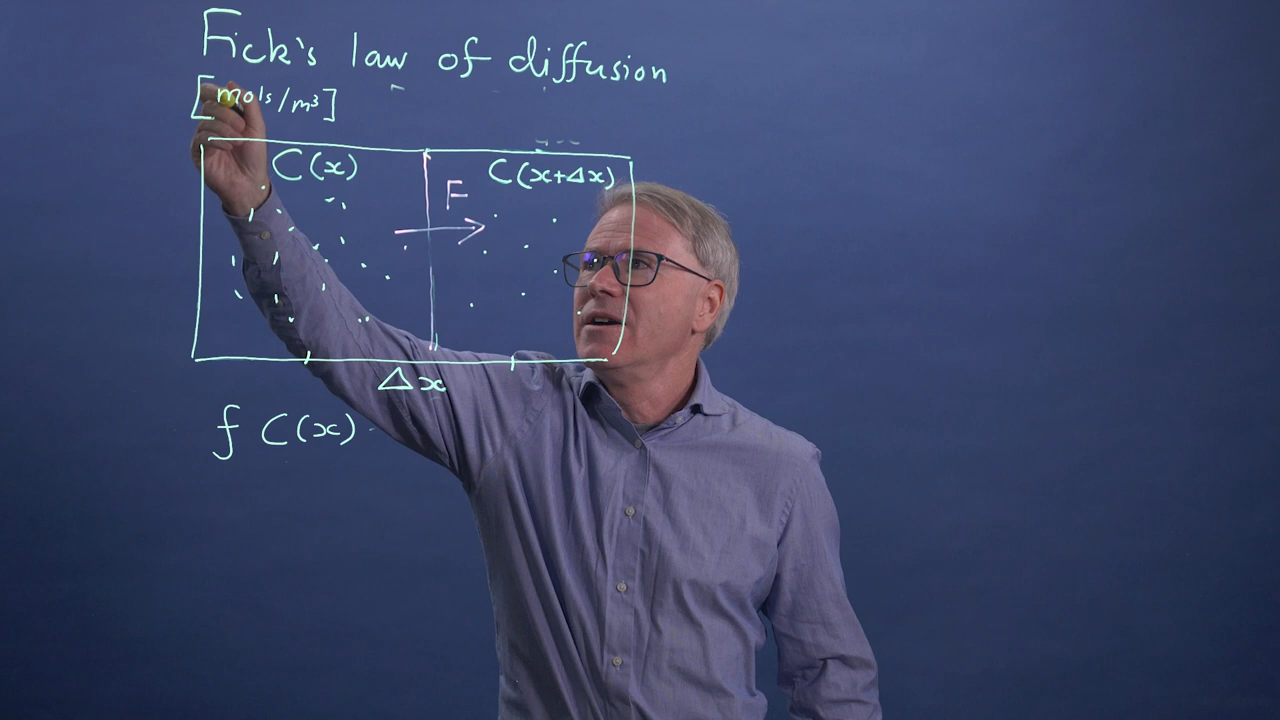 Fick's law of diffusion
[mols/m³]
C(x) C(x+Δx)
F
Δx
f C(x)